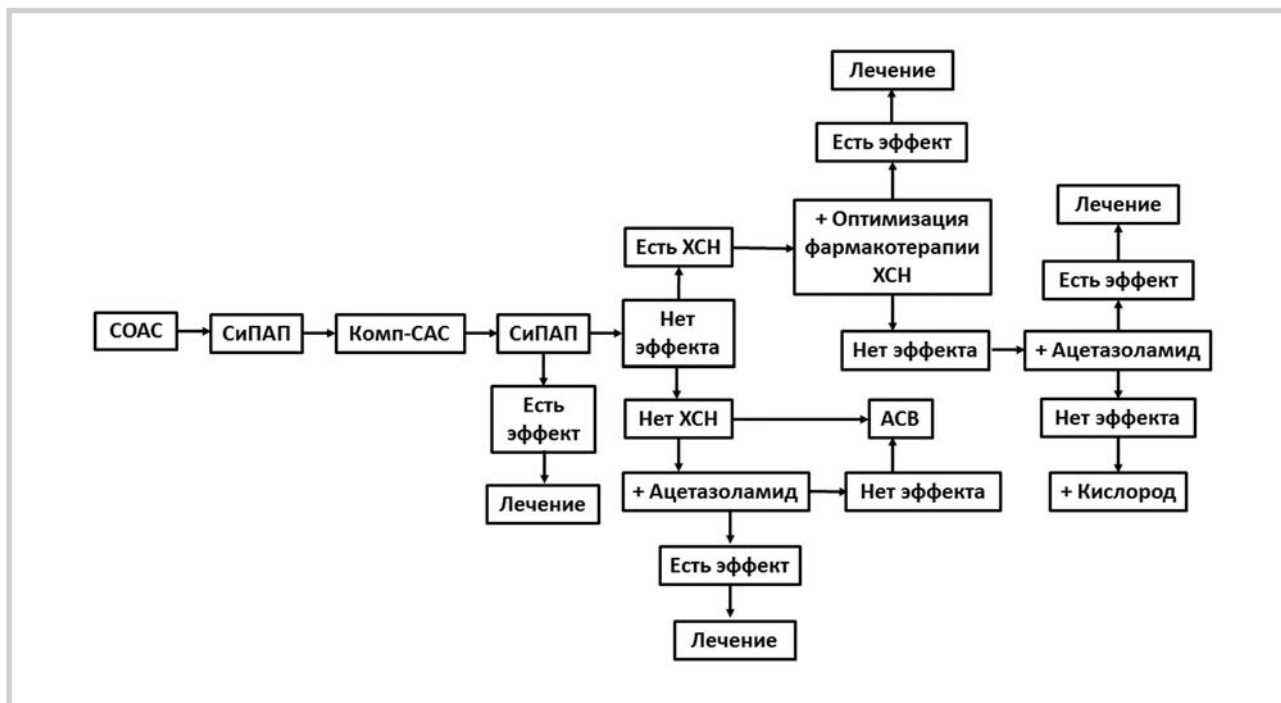 Лечение
Есть эффект
Лечение
+ Оптимизация
фармакотерапии
ХСН
Есть ХСН
Есть эффект
СОАС
СиПАП
Комп-САС
СиПАП
Нет
эффекта
Нет эффекта
+ Ацетазоламид
Есть
эффект
Нет ХСН
АСВ
Нет эффекта
Лечение
+ Ацетазоламид
Нет эффекта
+ Кислород
Есть эффект
Лечение